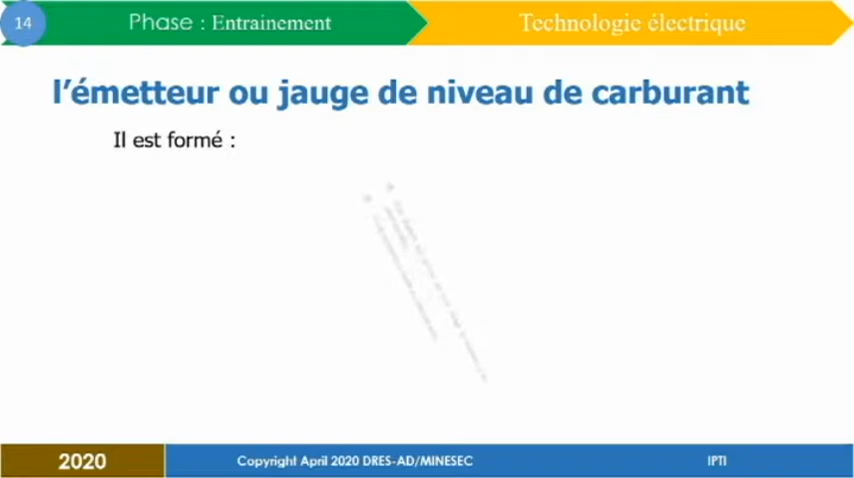 14
Phase : Entrainement
Technologie électrique
l’émetteur ou jauge de niveau de carburant
Il est formé :
2020
Copyright April 2020 DRES-AD/MINESEC
IPTI